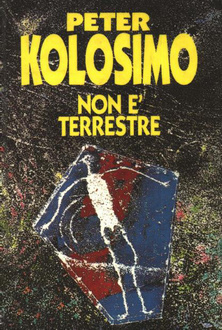 PETER
KOLOSIMO
NON E'
TERRESTRE